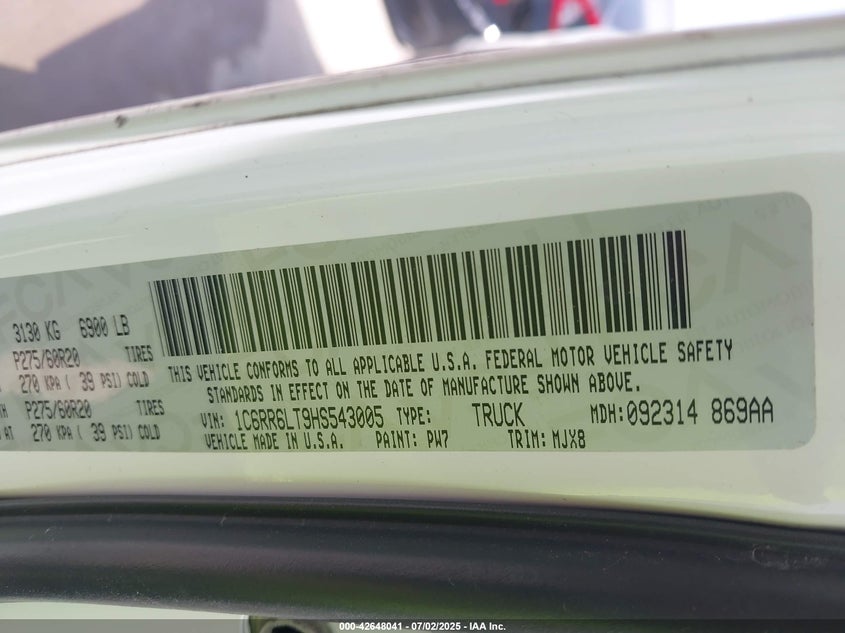 3130 KG 6900 LB
P275/60R20 TIRES
270 KPA ( 39 PSI) COLD
P275/60R20 TIRES
270 KPA ( 39 PSI) COLD
THIS VEHICLE CONFORMS TO ALL APPLICABLE U.S.A. FEDERAL MOTOR VEHICLE SAFETY
STANDARDS IN EFFECT ON THE DATE OF MANUFACTURE SHOWN ABOVE.
VIN: 1C6RR6LT9HS543005 TYPE: TRUCK MDH:092314 869AA
VEHICLE MADE IN U.S.A. PAINT: PW7 TRIM: MJX8
000-42648041 - 07/02/2025 - IAA Inc.